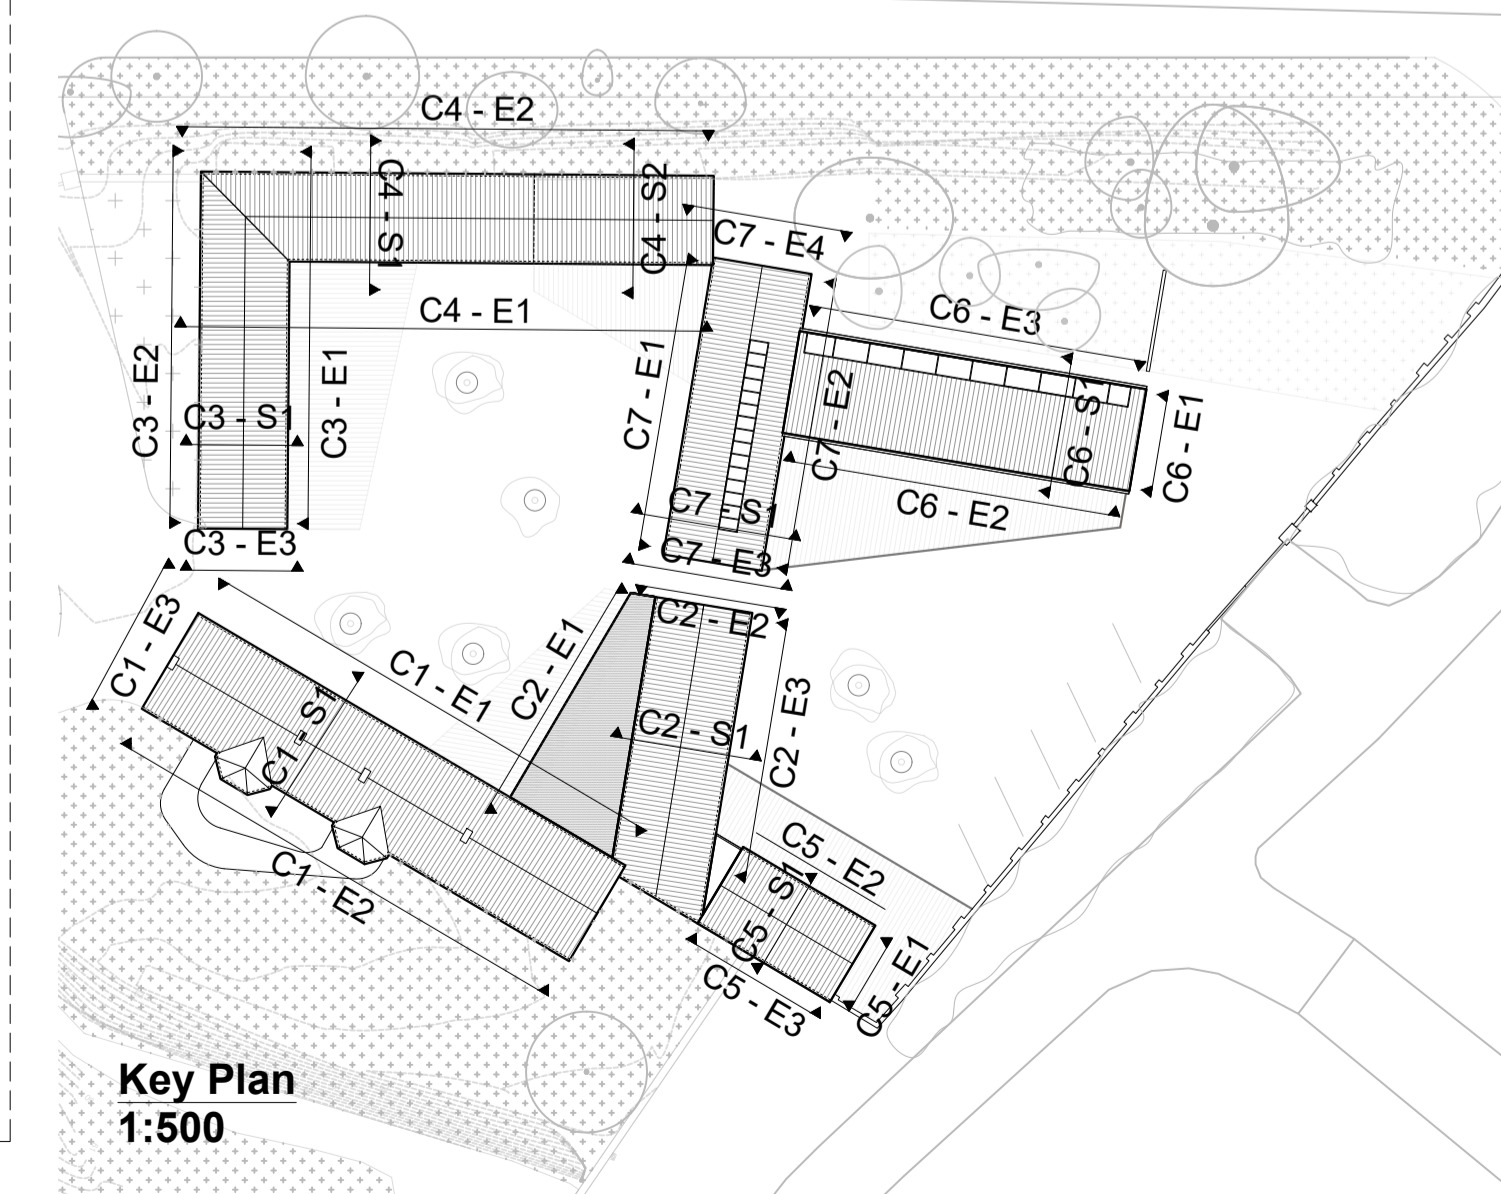 C4 - E2
C4 - S1
C4 - S2
C7 - E4
C4 - E1
C6 - E3
C3 - E2
C3 - S1
C3 - E1
C7 - E1
C7 - E2
C6 - S1
C6 - E1
C7 - S1
C6 - E2
C3 - E3
C7 - E3
C1 - E3
C2 - E2
C2 - E1
C1 - E1
C1 - S1
C2 - S1
C2 - E3
C1 - E2
C5 - E2
C5 - S1
C5 - E3
C5 - E1
Key Plan
1:500